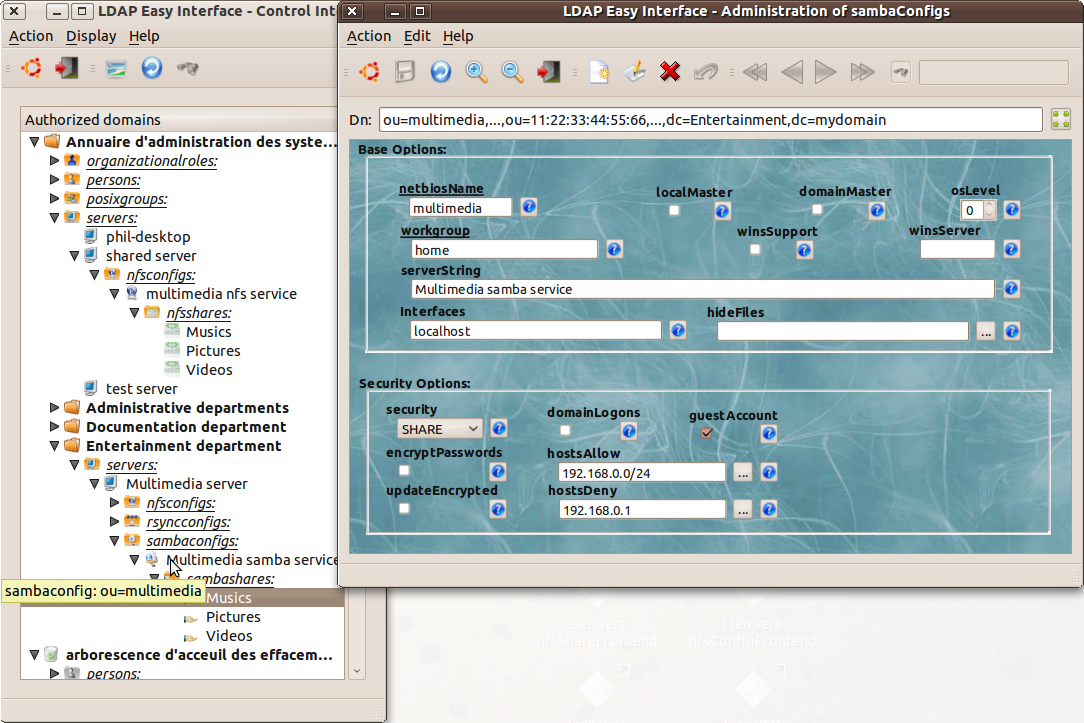 LDAP Easy Interface - Control Int
Action Display Help
Authorized domains
Annuaire d'administration des syste...
organizationalroles:
persons:
posixgroups:
servers:
phil-desktop
shared server
nfsconfigs:
multimedia nfs service
nfsshares:
Musics
Pictures
Videos
test server
Administrative departments
Documentation department
Entertainment department
servers:
Multimedia server
nfsconfigs:
rsyncconfigs:
sambaconfigs:
Multimedia samba service
sambashares:
sambaconfig: ou=multimedia
Musics
Pictures
Videos
arborescence d'acceuil des effacem...
persons:
LDAP Easy Interface - Administration of sambaConfigs
Action Edit Help
Dn: ou=multimedia,...,ou=11:22:33:44:55:66,...,dc=Entertainment,dc=mydomain
Base Options:
netbiosName localMaster domainMaster osLevel
multimedia 0
workgroup winsSupport winsServer
home
serverString
Multimedia samba service
Interfaces hideFiles
localhost ...
Security Options:
security domainLogons guestAccount
SHARE
encryptPasswords hostsAllow
192.168.0.0/24 ...
updateEncrypted hostsDeny
192.168.0.1 ...
Lien vers Lien vers
nfsShareFrontend nfsConfigFrontend